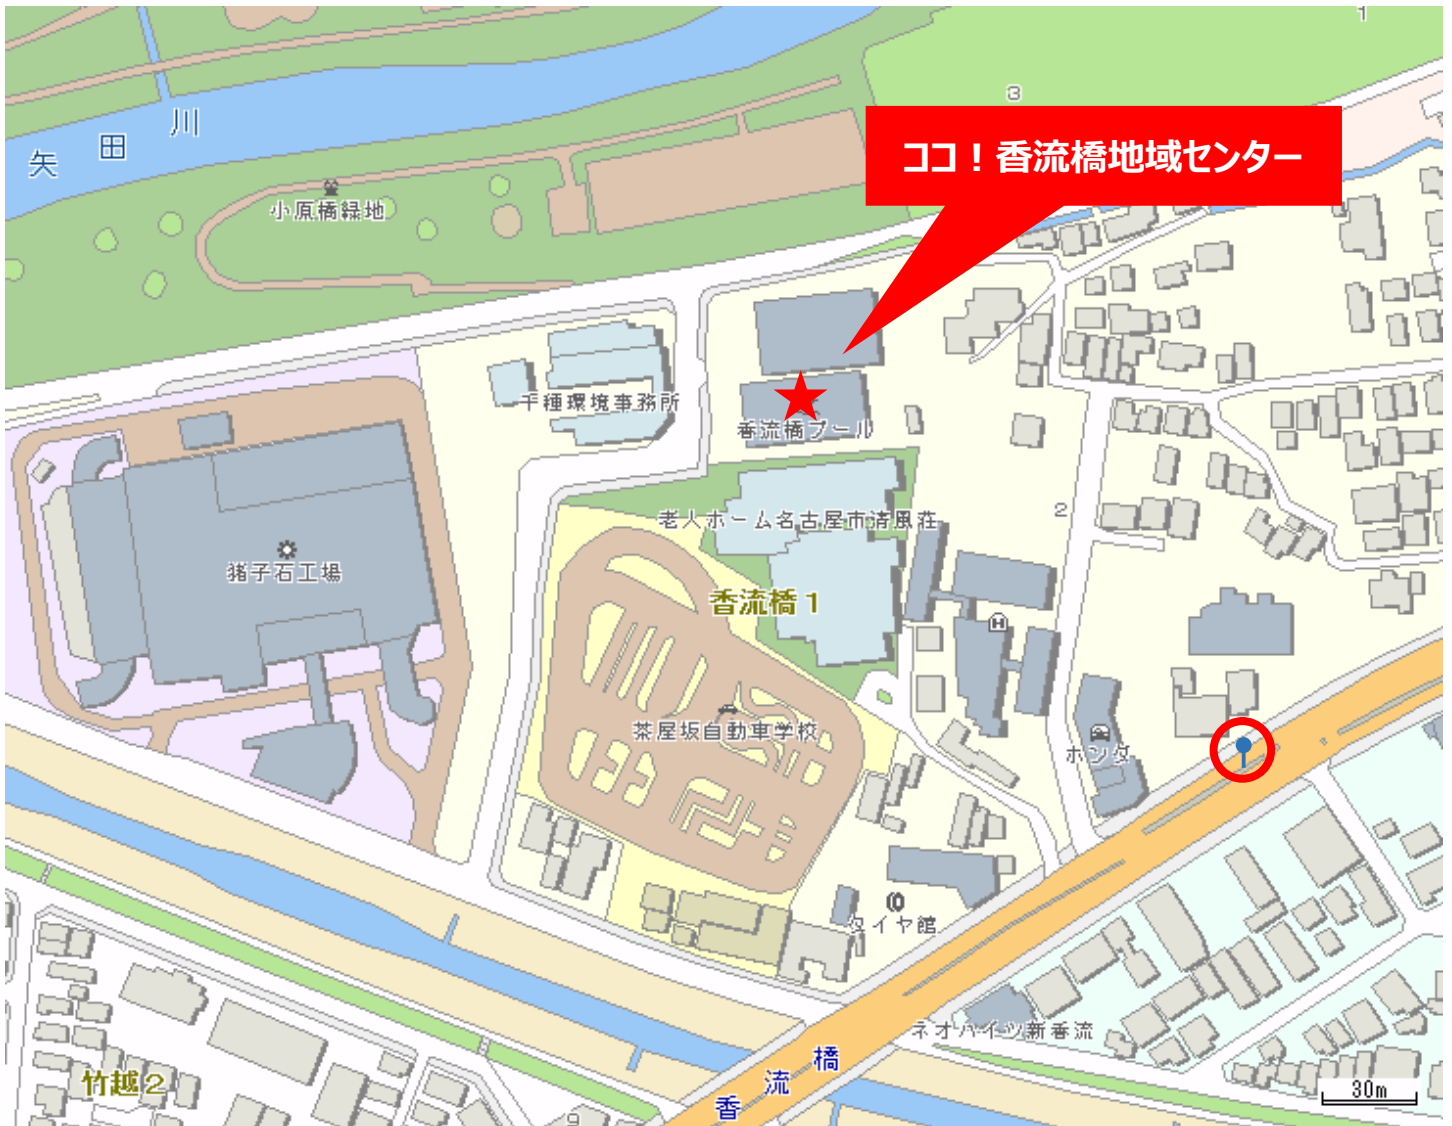 1
3
ココ！香流橋地域センター
矢田川
小原橋緑地
千種環境事務所
香流橋プール
2
老人ホーム名古屋市清風荘
猪子石工場
香流橋１
H
茶屋坂自動車学校
ホンダ
タイヤ館
ネオハイツ新香流
香流橋
竹越２
9
30m